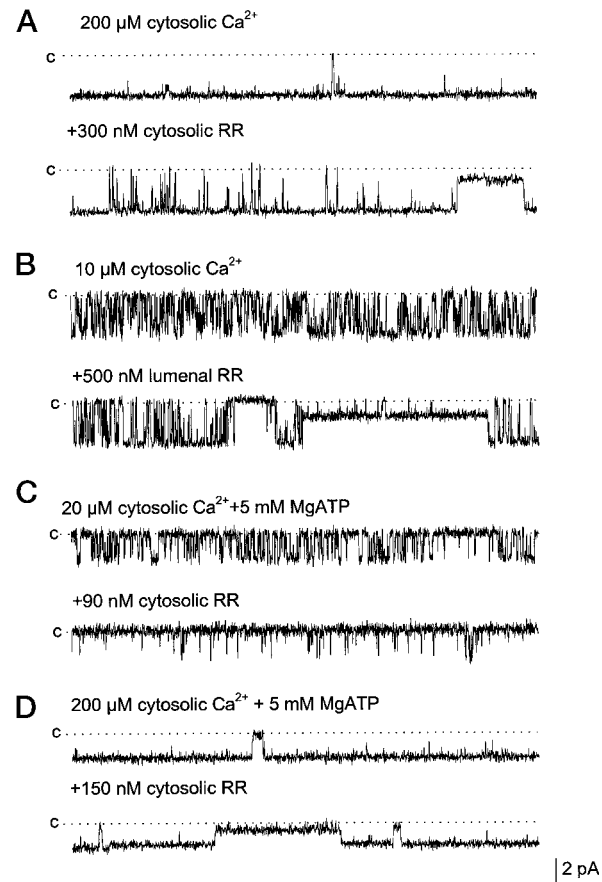 A
200 µM cytosolic Ca²⁺
c
+300 nM cytosolic RR
c
B
10 µM cytosolic Ca²⁺
c
+500 nM lumenal RR
c
C
20 µM cytosolic Ca²⁺+5 mM MgATP
c
+90 nM cytosolic RR
c
D
200 µM cytosolic Ca²⁺ + 5 mM MgATP
c
+150 nM cytosolic RR
c
2 pA